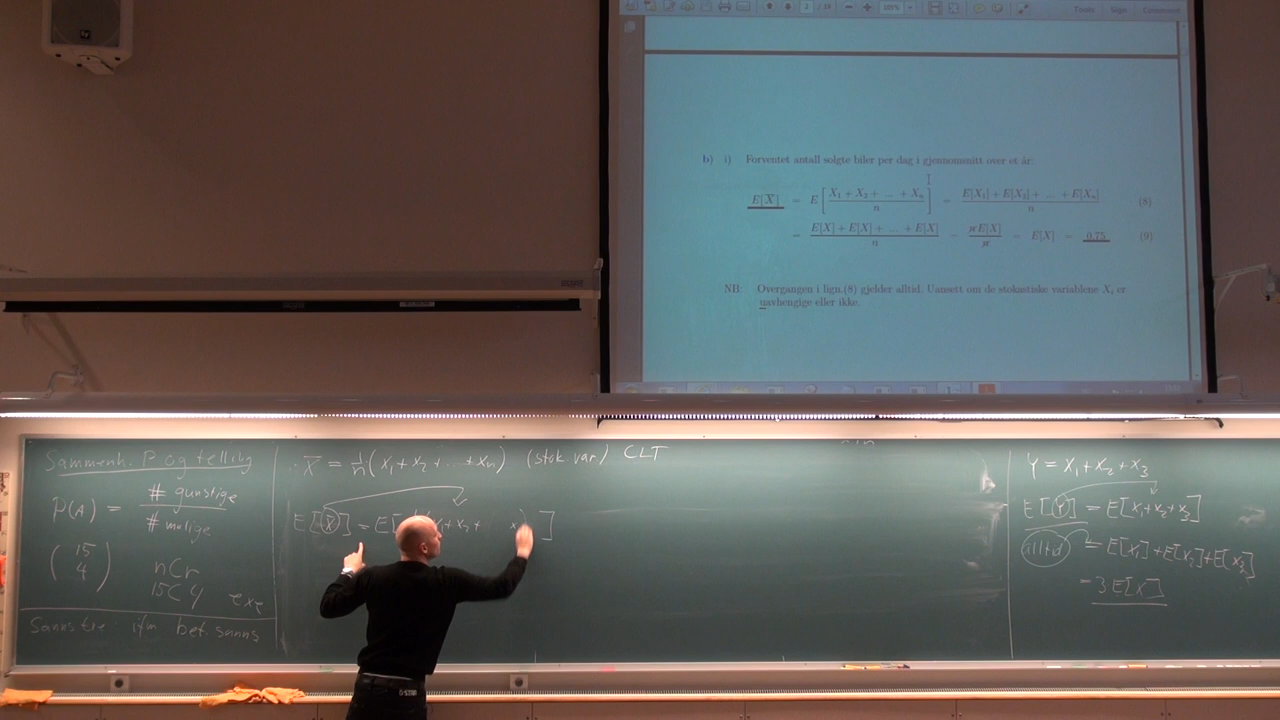 b) i) Forventet antall solgte biler per dag i gjennomsnitt over et år:
E[X̄] = E [ (X₁ + X₂ + ... + Xₙ) / n ] = (E[X₁] + E[X₂] + ... + E[Xₙ]) / n (8)
= (E[X] + E[X] + ... + E[X]) / n = nE[X] / n = E[X] = 0.75 (9)
NB: Overgangen i lign.(8) gjelder alltid. Uansett om de stokastiske variablene Xᵢ er
uavhengige eller ikke.
Sammenh. P og telling
P(A) = # gunstige / # mulige
(15 4) nCr
15C4
Sanns tre: ifm bet. sanns
X̄ = 1/n (X₁ + X₂ + ... + Xₙ) (stok. var) CLT
E[X̄] = E[ X₁ + X₂ + X ]
Y = X₁ + X₂ + X₃
E[Y] = E[X₁+X₂+X₃]
alltid = E[X₁] + E[X₂] + E[X₃]
= 3 E[X]